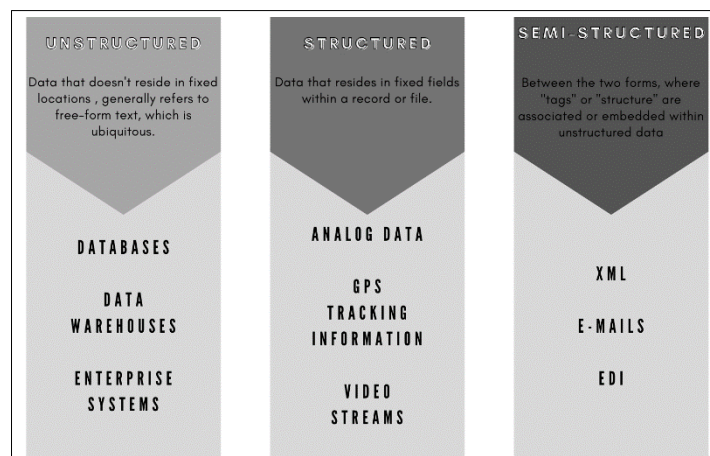 UNSTRUCTURED
Data that doesn't reside in fixed
locations , generally refers to
free-form text, which is
ubiquitous.
DATABASES
DATA
WAREHOUSES
ENTERPRISE
SYSTEMS
STRUCTURED
Data that resides in fixed fields
within a record or file.
ANALOG DATA
GPS
TRACKING
INFORMATION
VIDEO
STREAMS
SEMI-STRUCTURED
Between the two forms, where
"tags" or "structure" are
associated or embedded within
unstructured data
XML
E-MAILS
EDI